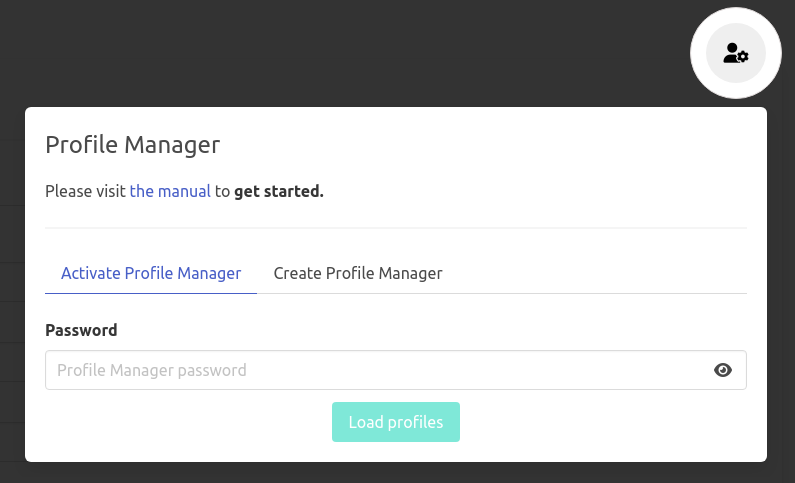 Profile Manager
Please visit the manual to get started.
Activate Profile Manager Create Profile Manager
Password
Profile Manager password
Load profiles